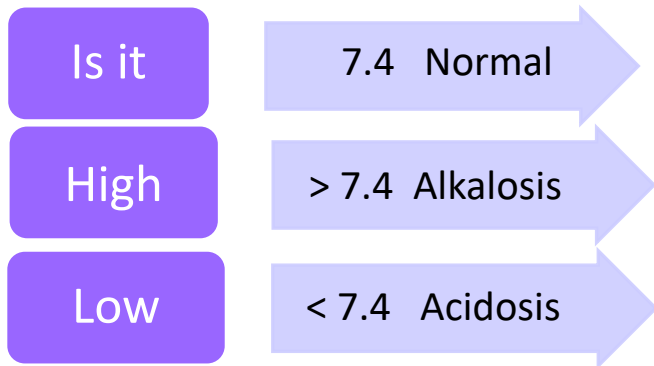 Is it 7.4 Normal
High > 7.4 Alkalosis
Low < 7.4 Acidosis